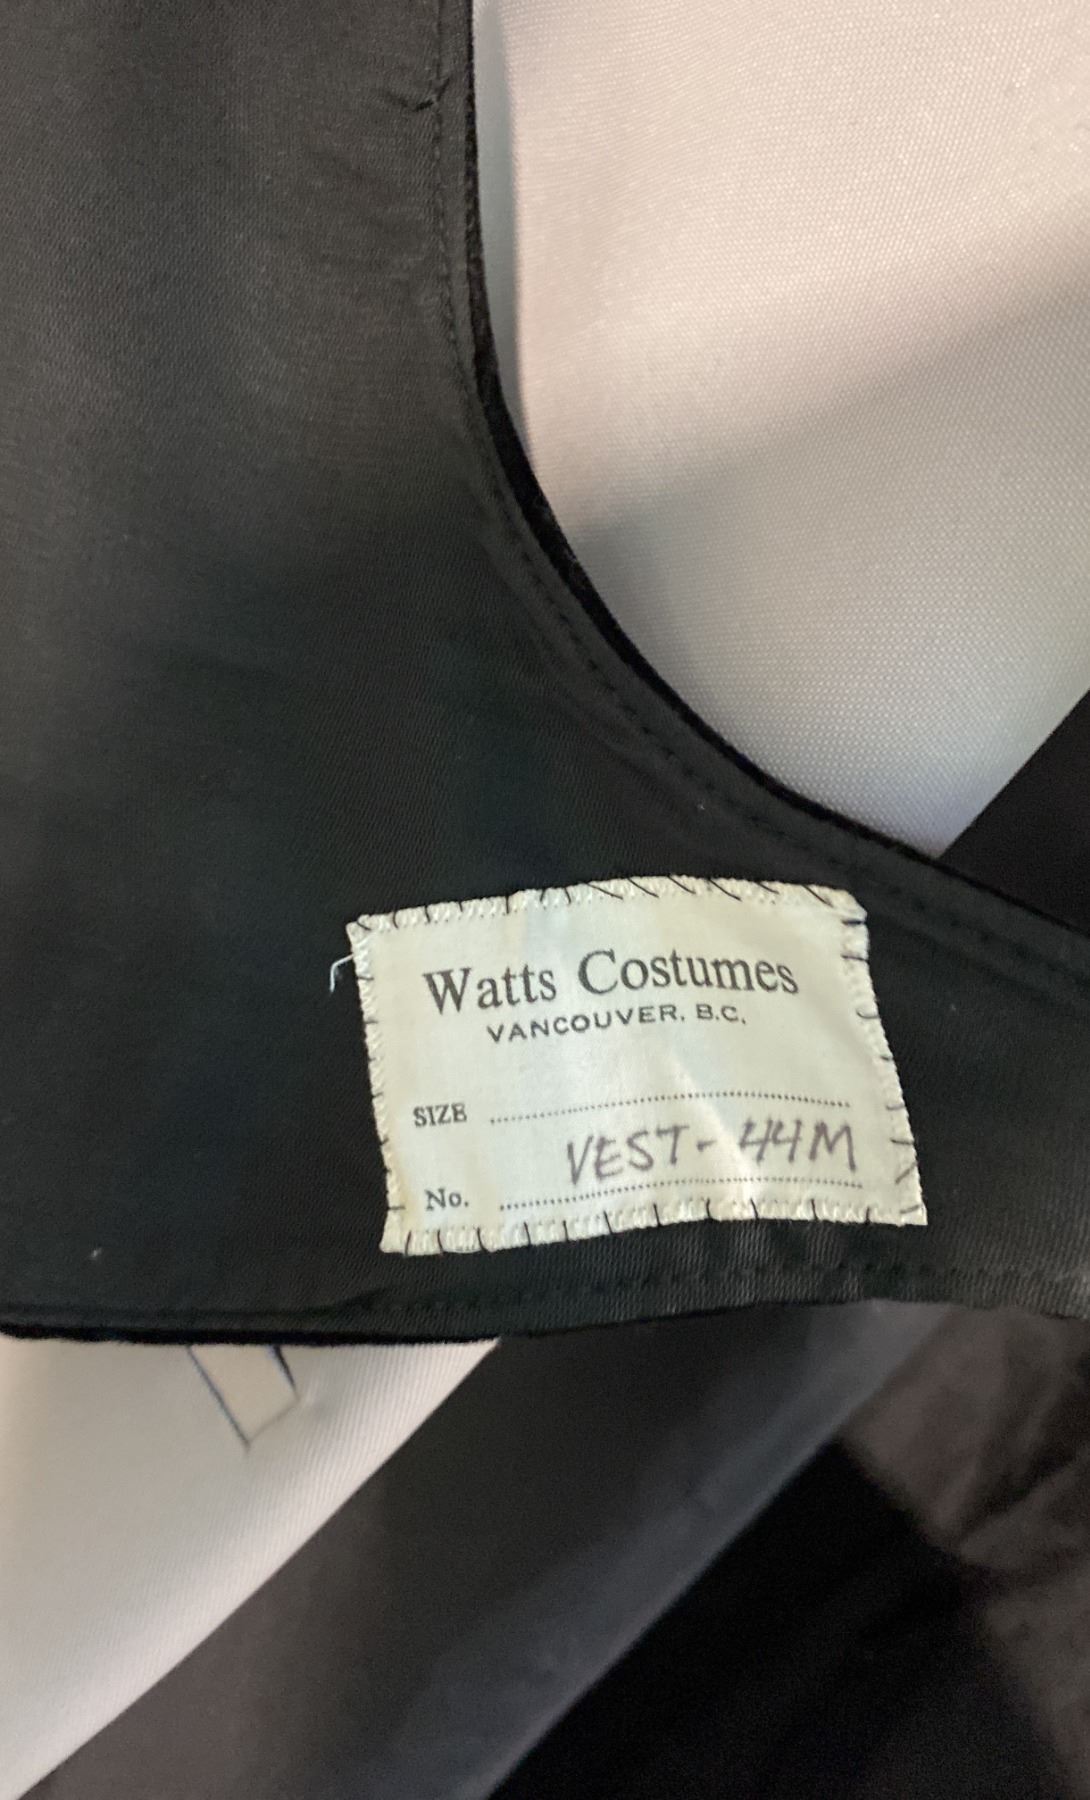 Watts Costumes
VANCOUVER, B.C.
SIZE ........................
VEST - 44M
No. ........................